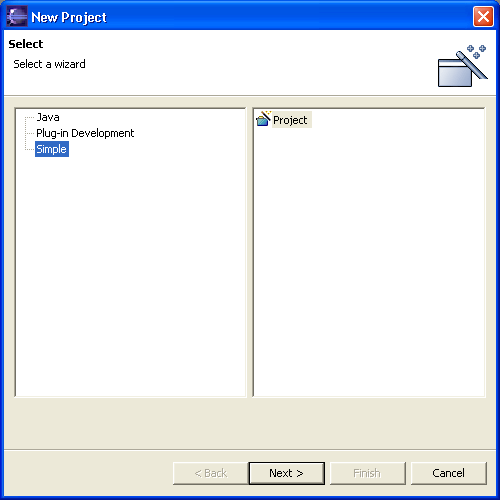 New Project
Select
Select a wizard
Java
Plug-in Development
Simple
Project
< Back
Next >
Finish
Cancel